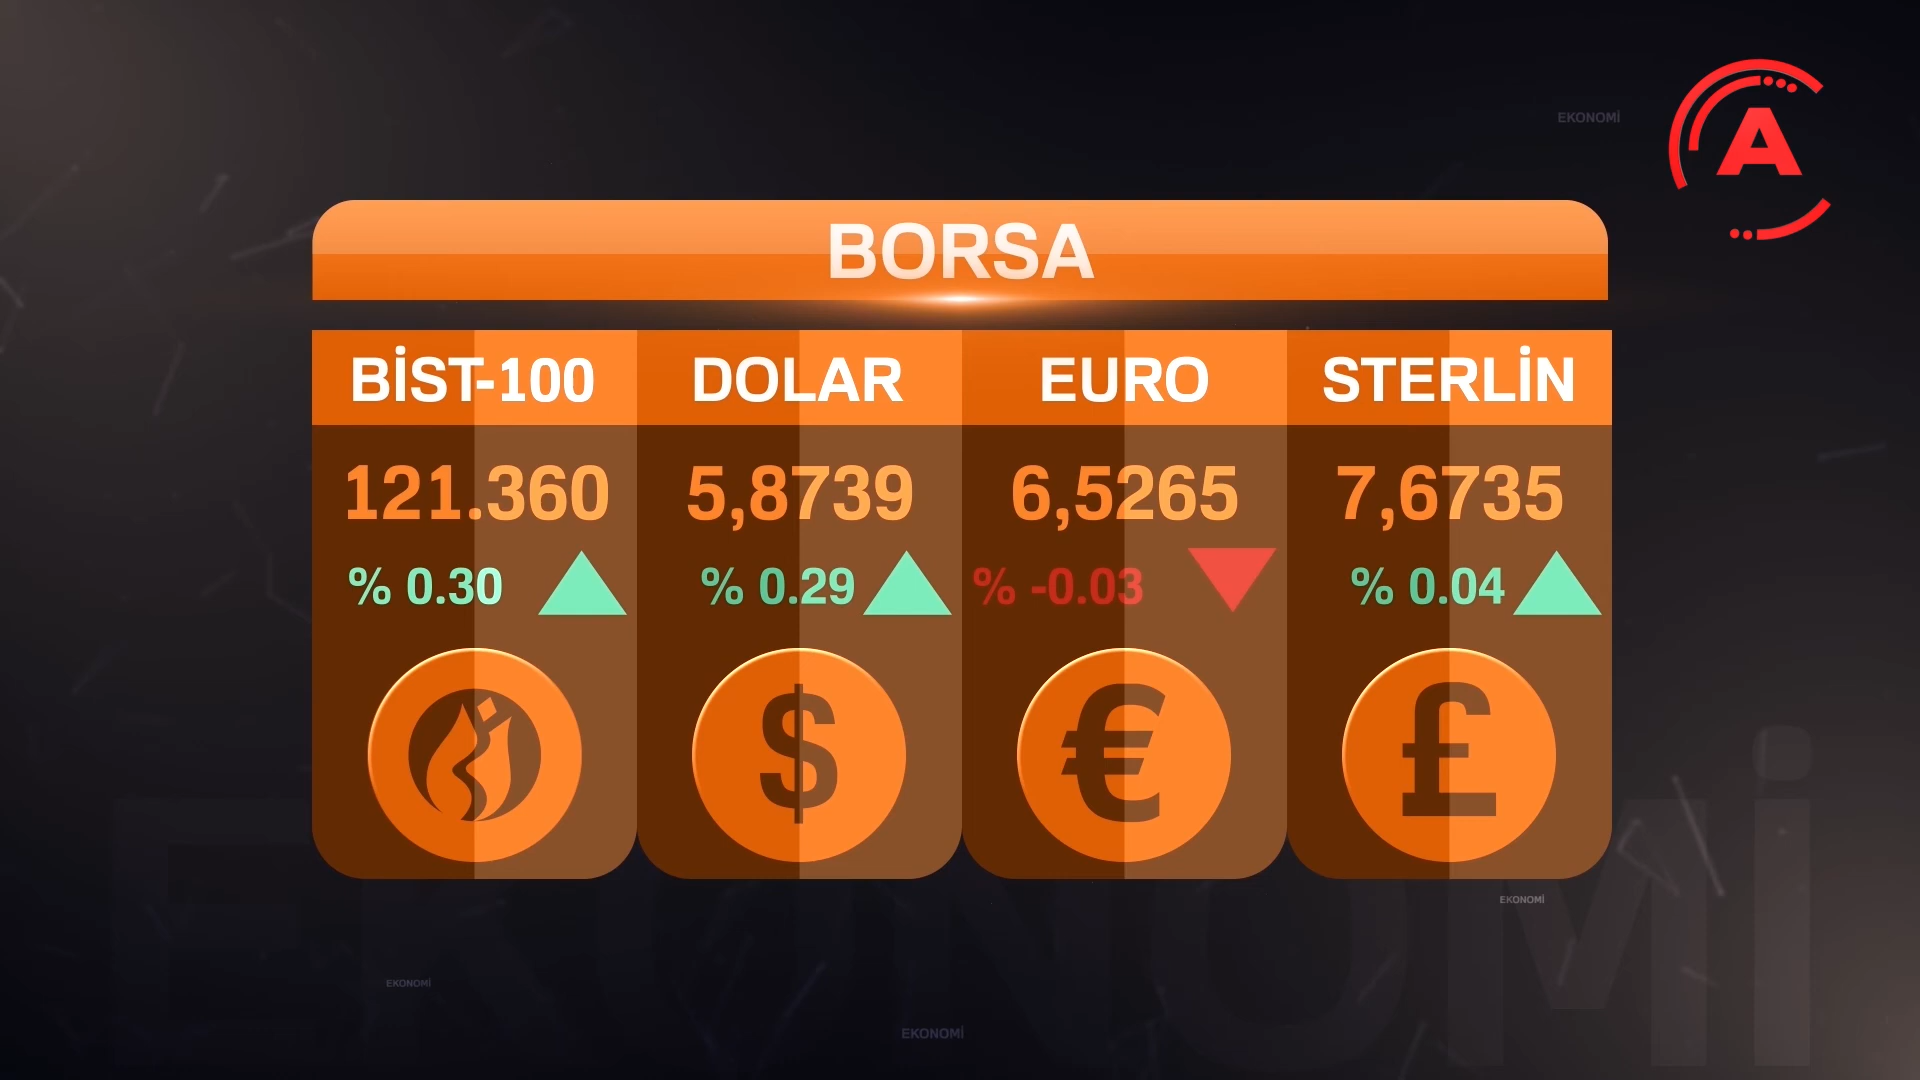 EKONOMİ
A
BORSA
BİST-100 DOLAR EURO STERLİN
121.360 5,8739 6,5265 7,6735
% 0.30 % 0.29 % -0.03 % 0.04
$ € £
EKONOMİ
EKONOMİ
EKONOMİ
EKONOMİ